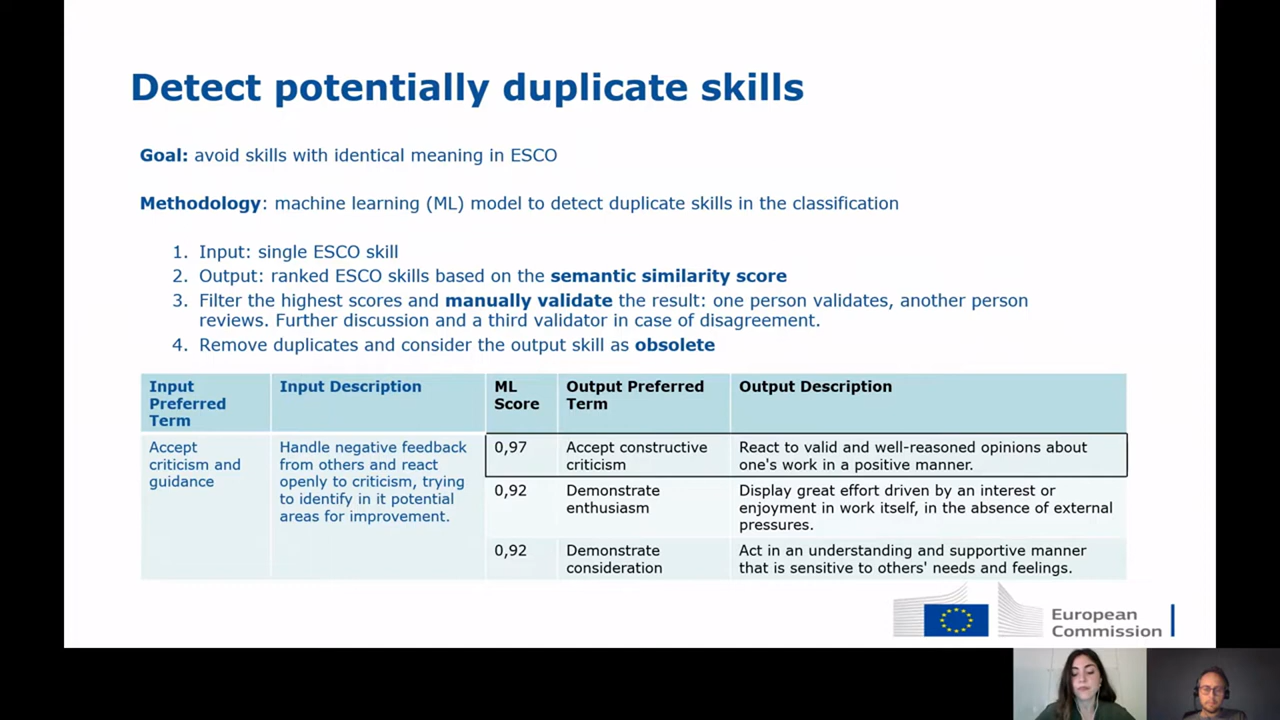 Detect potentially duplicate skills
Goal: avoid skills with identical meaning in ESCO
Methodology: machine learning (ML) model to detect duplicate skills in the classification
1. Input: single ESCO skill
2. Output: ranked ESCO skills based on the semantic similarity score
3. Filter the highest scores and manually validate the result: one person validates, another person
reviews. Further discussion and a third validator in case of disagreement.
4. Remove duplicates and consider the output skill as obsolete
Input
Preferred
Term
Input Description
ML
Score
Output Preferred
Term
Output Description
Accept
criticism and
guidance
Handle negative feedback
from others and react
openly to criticism, trying
to identify in it potential
areas for improvement.
0,97
Accept constructive
criticism
React to valid and well-reasoned opinions about
one's work in a positive manner.
0,92
Demonstrate
enthusiasm
Display great effort driven by an interest or
enjoyment in work itself, in the absence of external
pressures.
0,92
Demonstrate
consideration
Act in an understanding and supportive manner
that is sensitive to others' needs and feelings.
European
Commission